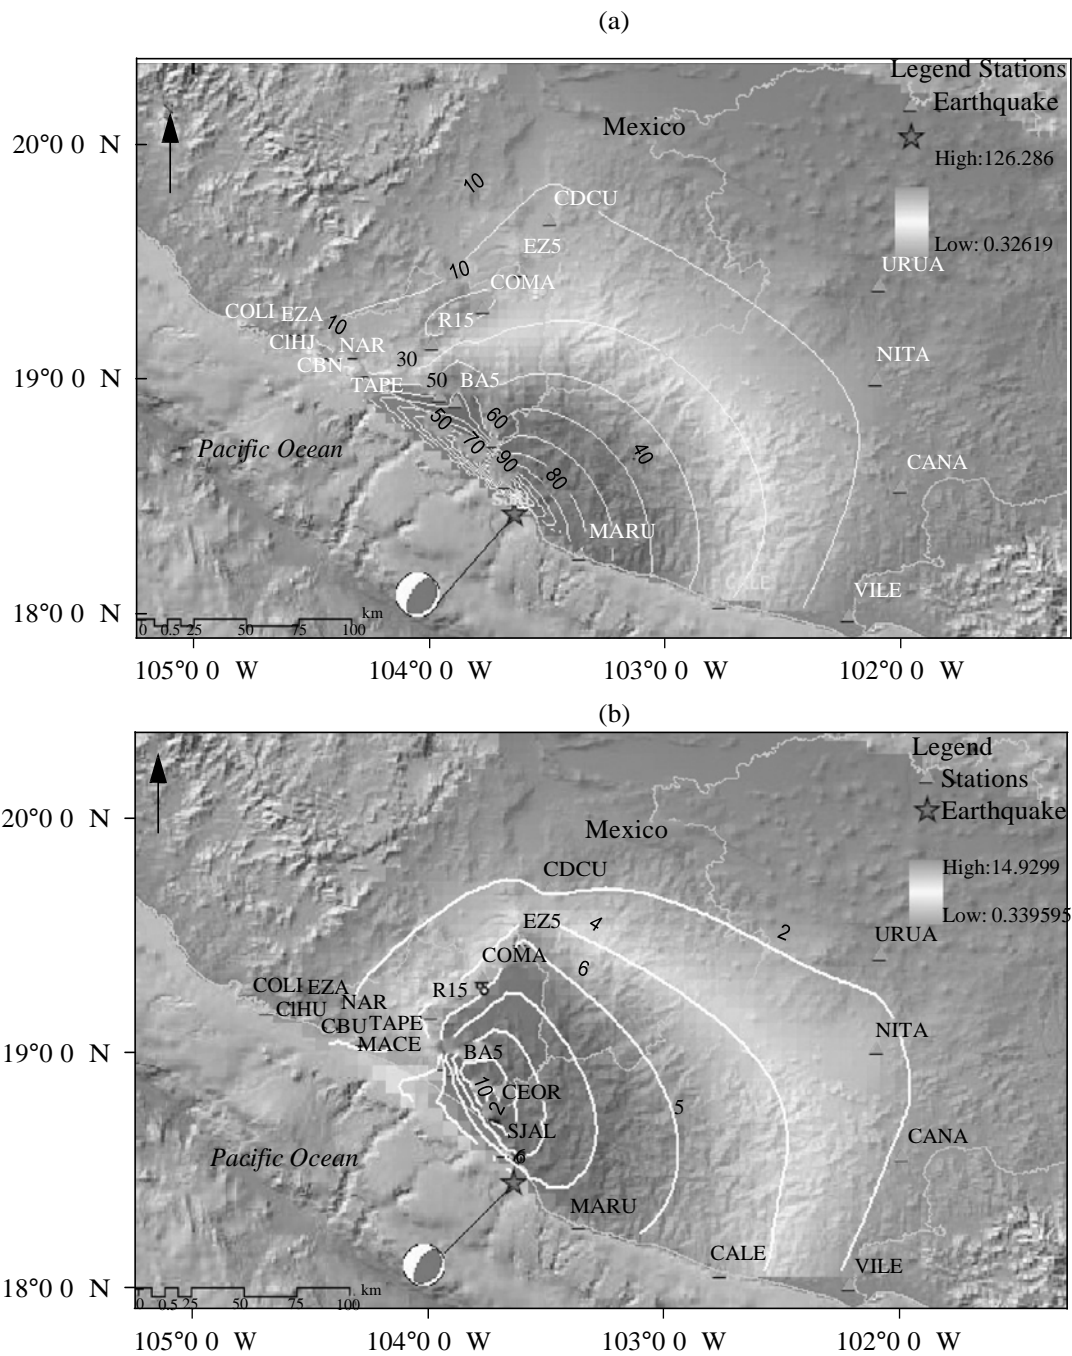 (a)
Legend Stations
Earthquake
High:126.286
Low: 0.32619
20°0 0 N
19°0 0 N
18°0 0 N
Mexico
10
CDCU
EZ5
10
COMA
URUA
COLI EZA
10
R15
NAR
30
NITA
CBN
TAPE
50
BA5
50
60
70
40
90
80
Pacific Ocean
CANA
MARU
CALE
VILE
km
0 0.5 25 50 75 100
105°0 0 W
104°0 0 W
103°0 0 W
102°0 0 W
(b)
Legend
Stations
Earthquake
High:14.9299
Low: 0.339595
20°0 0 N
19°0 0 N
18°0 0 N
Mexico
CDCU
EZ5
4
2
URUA
COMA
6
COLI EZA
R15
NAR
ClHU
CBU TAPE
NITA
MACE
BA5
10
CEOR
2
5
SJAL
CANA
6
Pacific Ocean
MARU
CALE
VILE
km
0 0.5 25 50 75 100
105°0 0 W
104°0 0 W
103°0 0 W
102°0 0 W